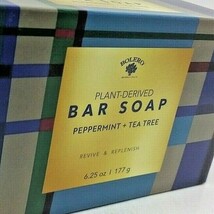 BOLERO
PLANT-DERIVED
BAR SOAP
PEPPERMINT + TEA TREE
REVIVE & REPLENISH
6.25 oz / 177 g